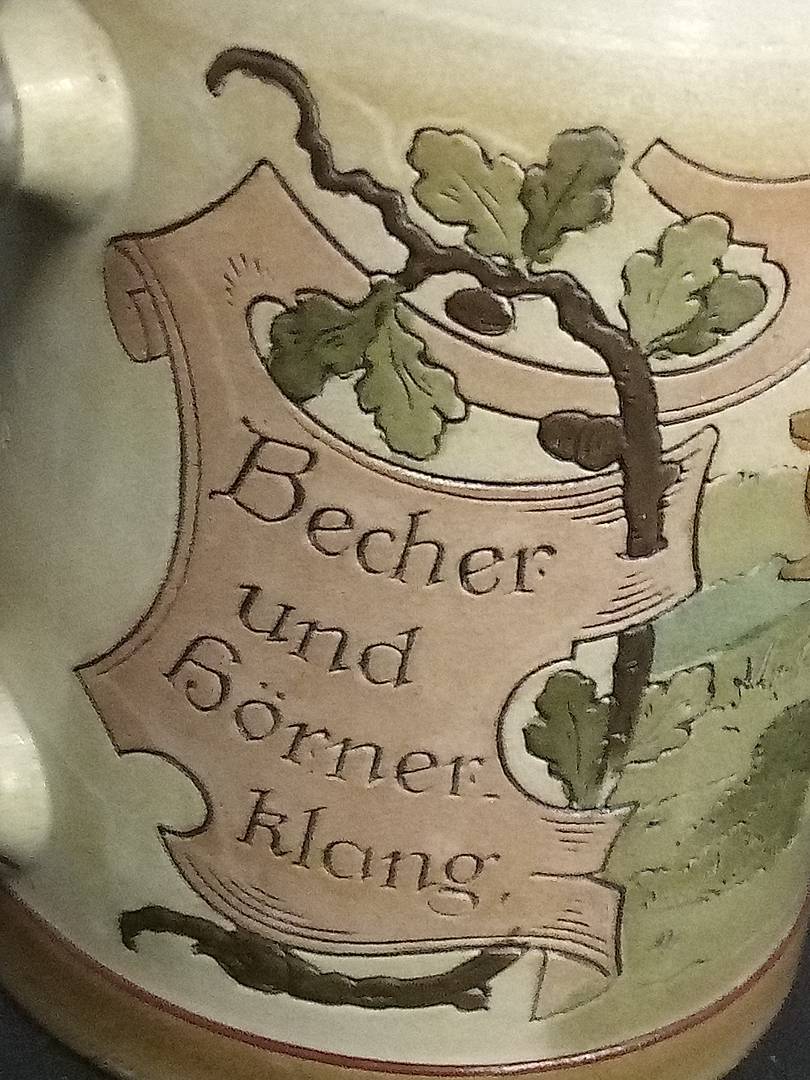 Becher
und
Hörner-
klang.